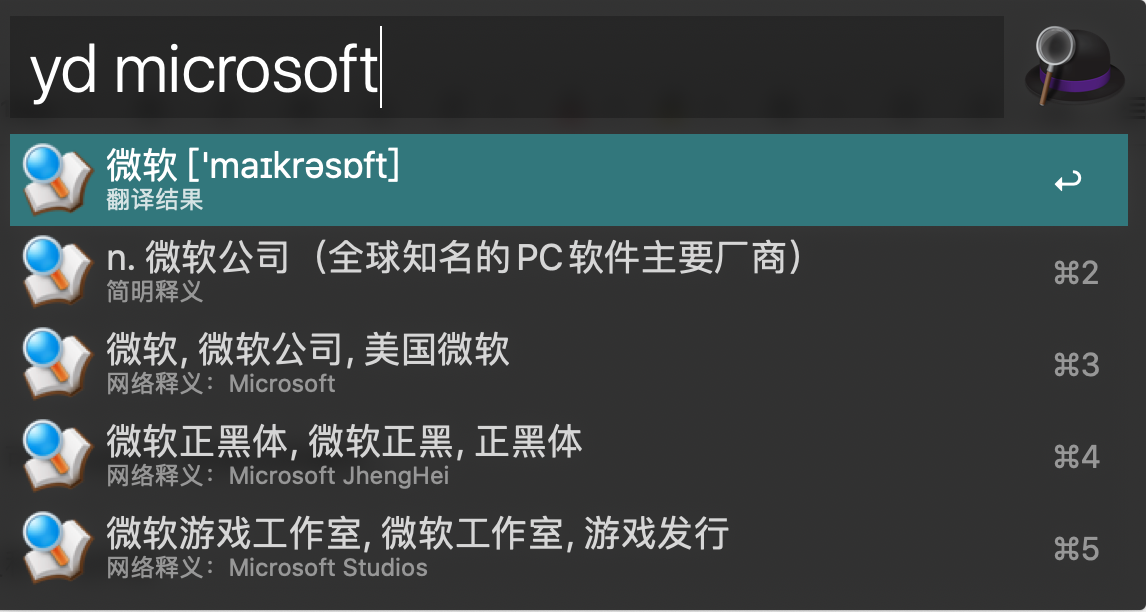 yd microsoft
微软 ['maɪkrəsɒft]
翻译结果
n. 微软公司（全球知名的PC软件主要厂商）
简明释义
⌘2
微软, 微软公司, 美国微软
网络释义：Microsoft
⌘3
微软正黑体, 微软正黑, 正黑体
网络释义：Microsoft JhengHei
⌘4
微软游戏工作室, 微软工作室, 游戏发行
网络释义：Microsoft Studios
⌘5